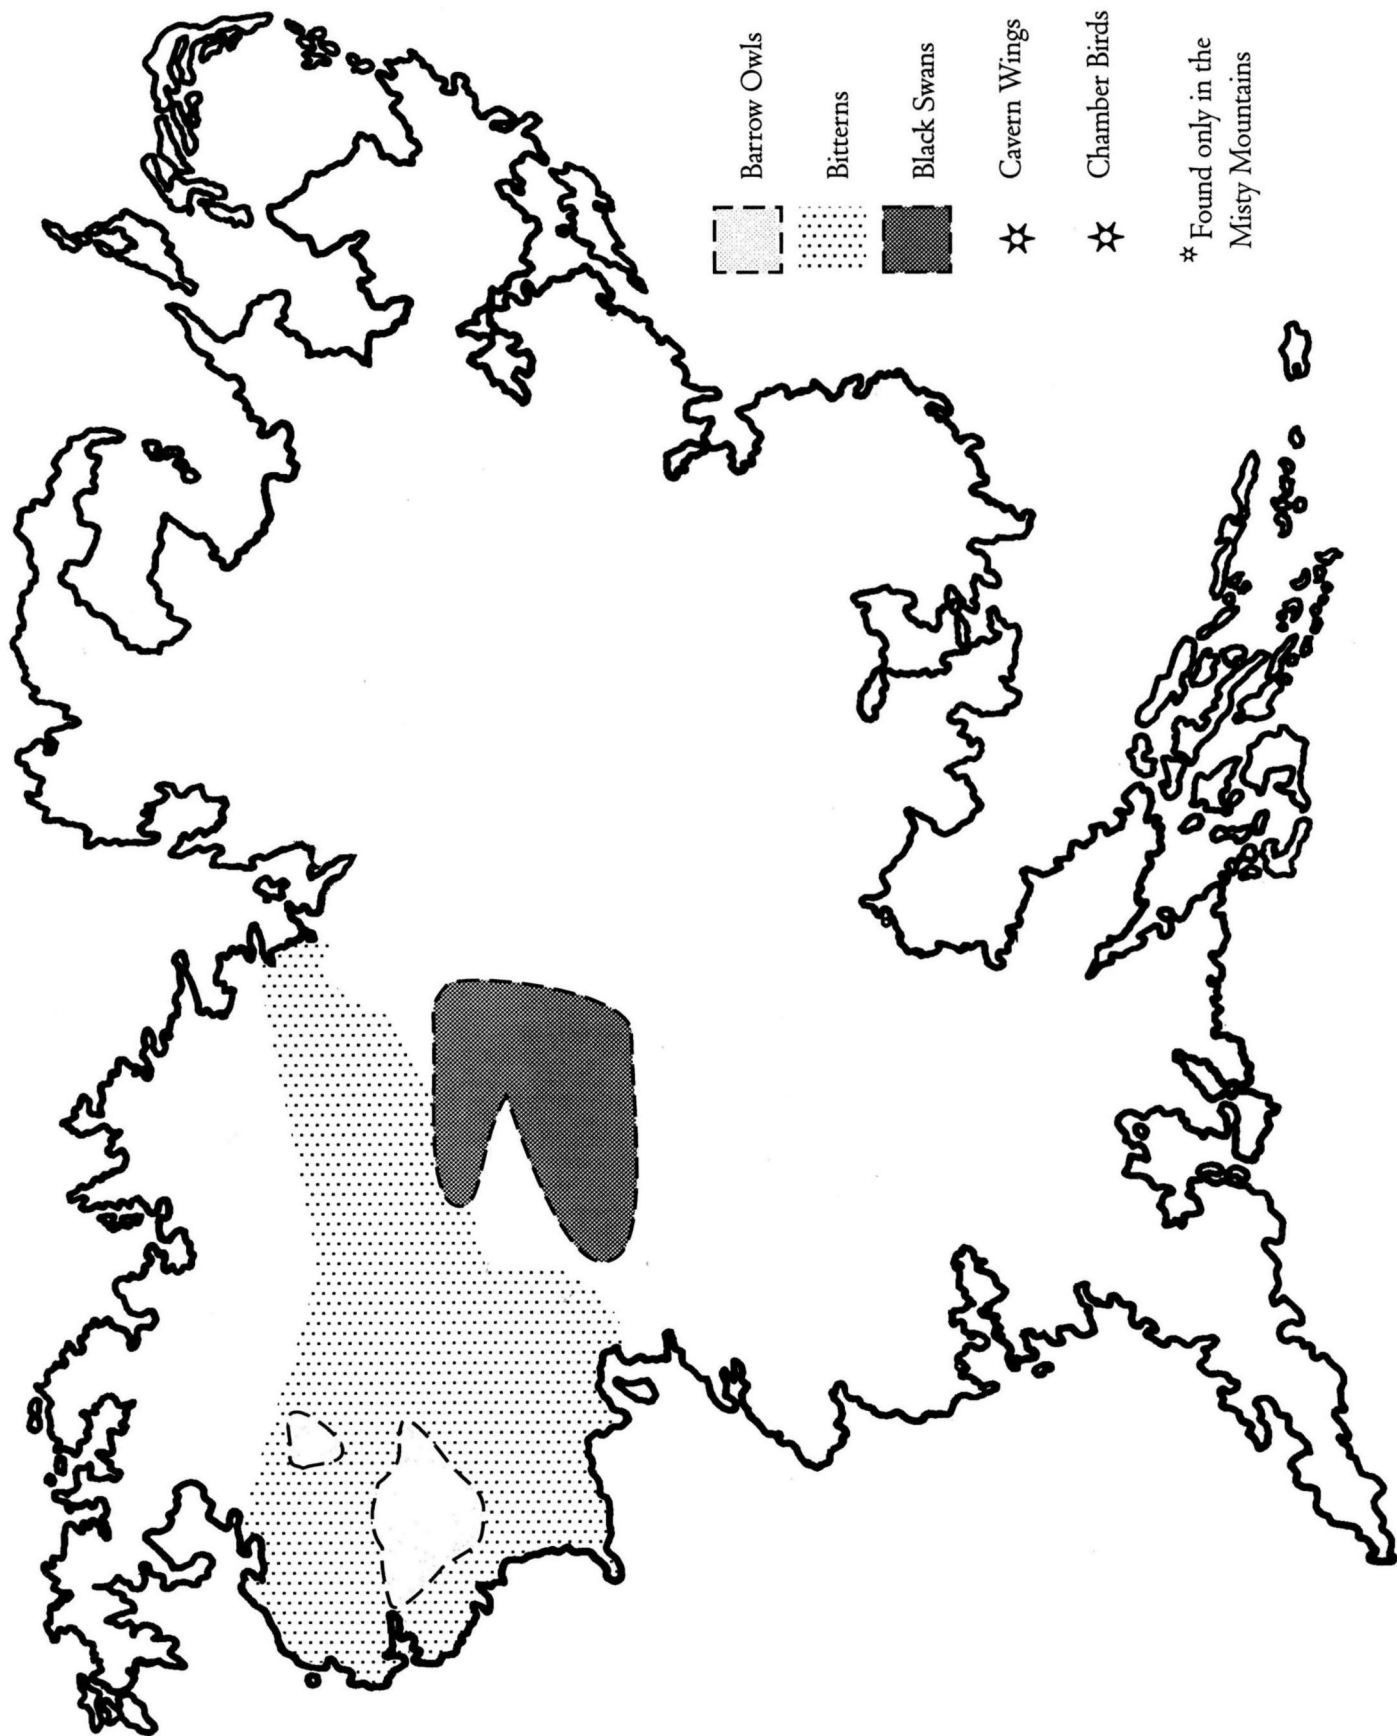 Barrow Owls
Bitterns
Black Swans
Cavern Wings
Chamber Birds
* Found only in the
Misty Mountains